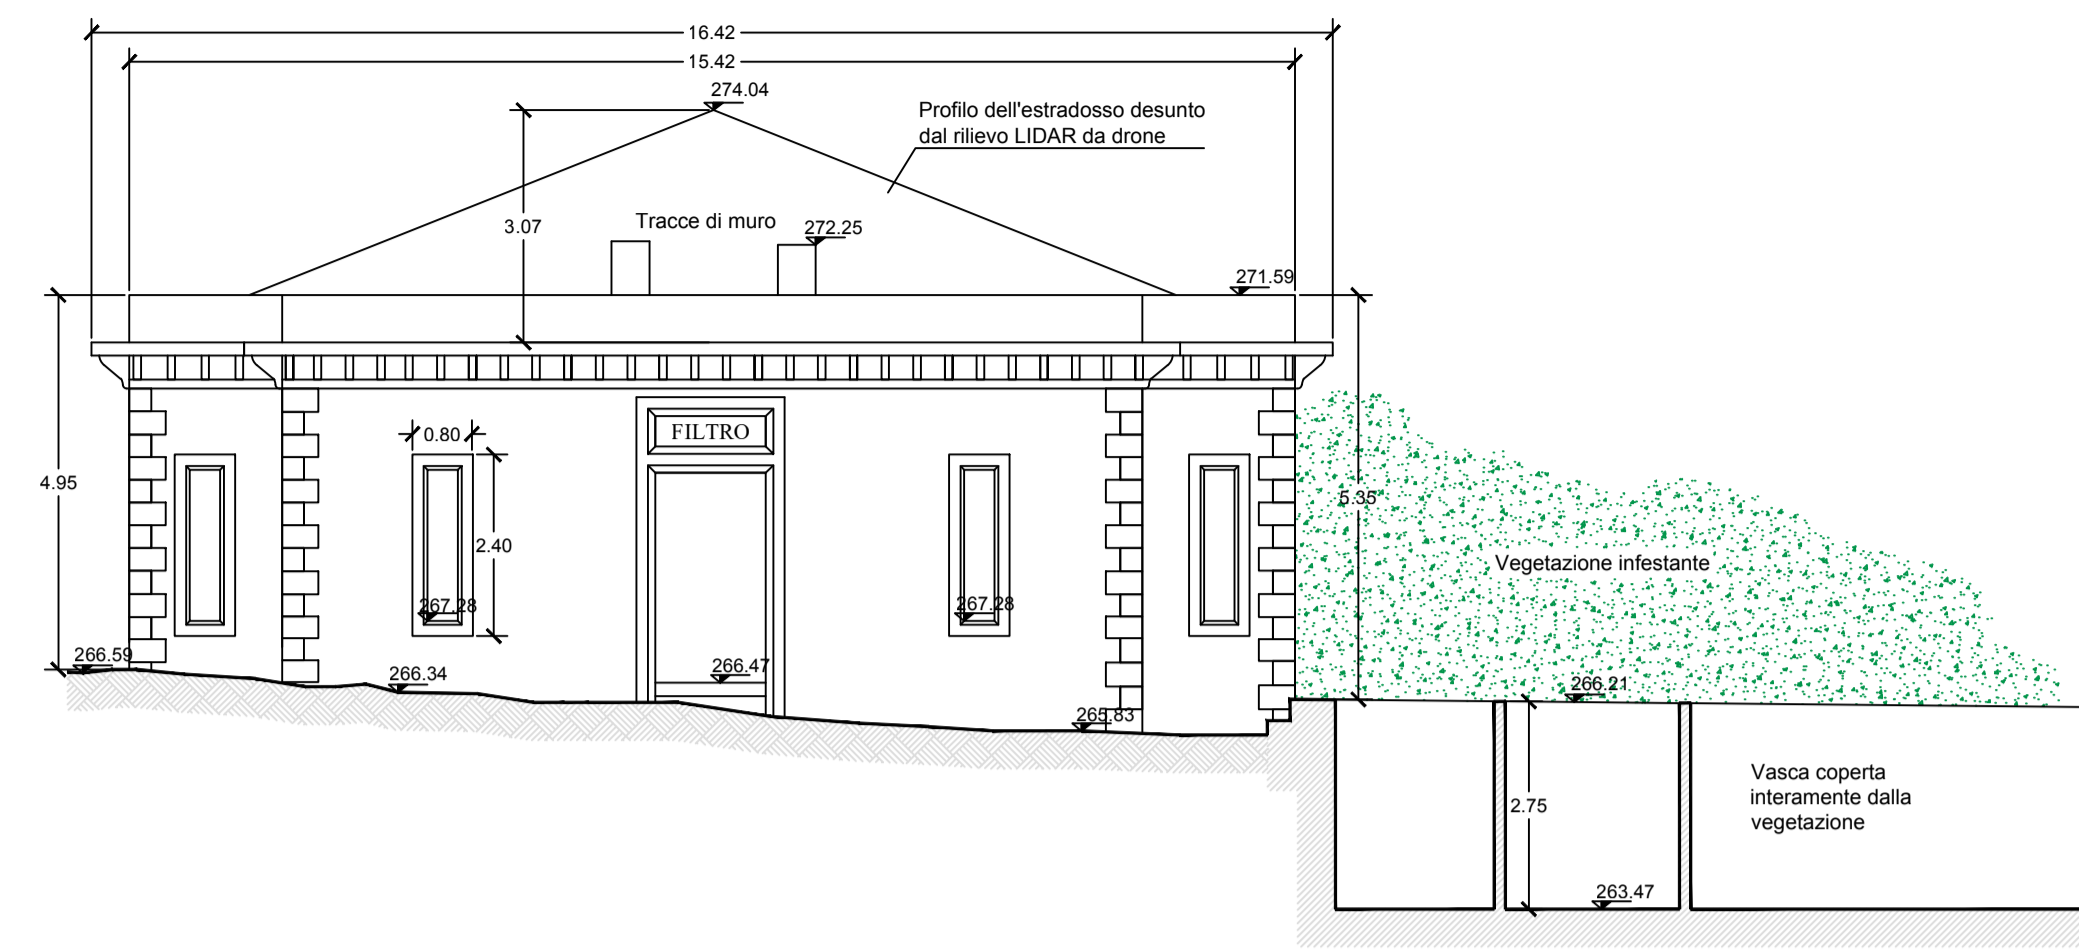 16.42
15.42
274.04
Profilo dell'estradosso desunto
dal rilievo LIDAR da drone
3.07
Tracce di muro
272.25
271.59
4.95
0.80
FILTRO
5.35
2.40
Vegetazione infestante
267.28
267.28
266.59
266.34
266.47
266.21
265.83
Vasca coperta
interamente dalla
vegetazione
2.75
263.47